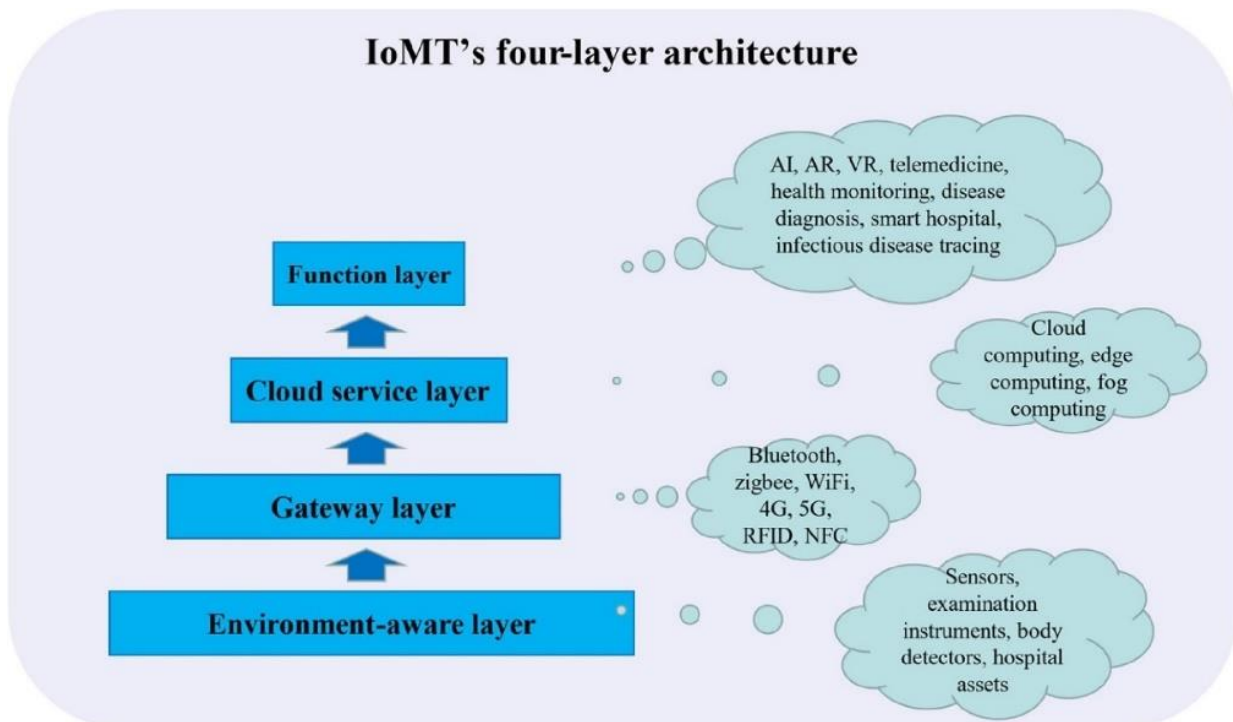 IoMT's four-layer architecture
AI, AR, VR, telemedicine,
health monitoring, disease
diagnosis, smart hospital,
infectious disease tracing
Function layer
Cloud
computing, edge
computing, fog
computing
Cloud service layer
Bluetooth,
zigbee, WiFi,
4G, 5G,
RFID, NFC
Gateway layer
Sensors,
examination
instruments, body
detectors, hospital
assets
Environment-aware layer